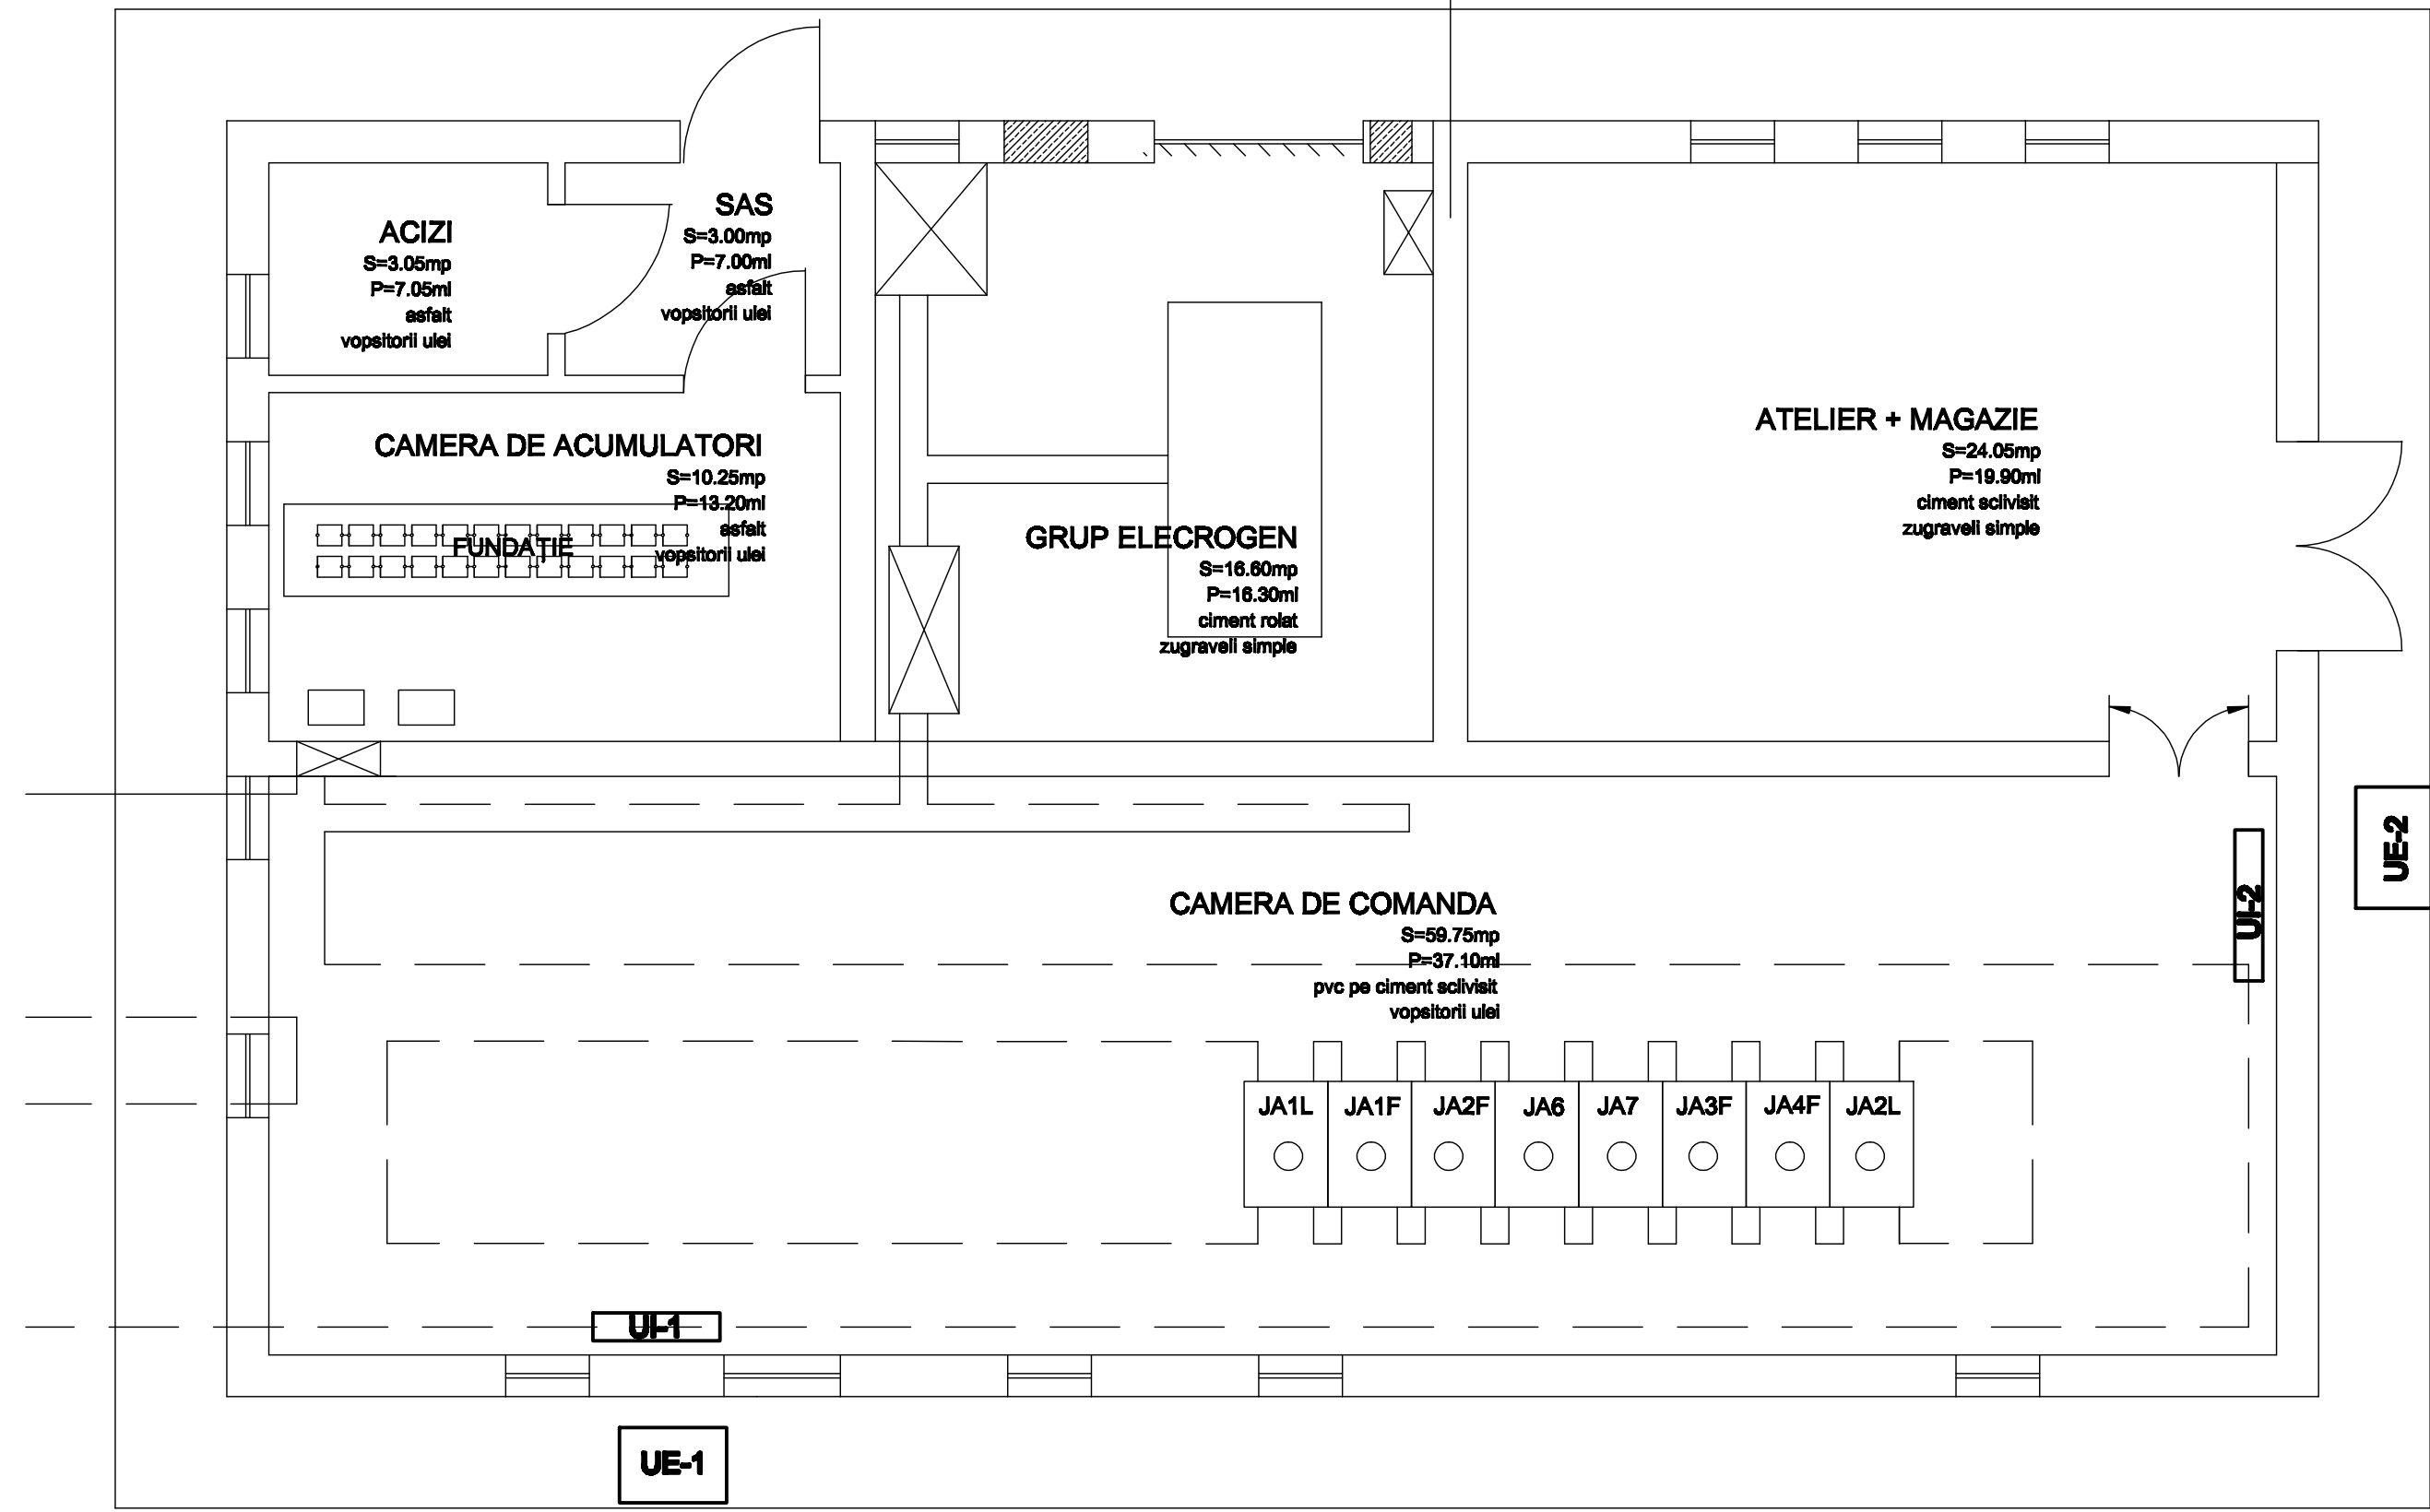 SAS
S=3.00mp
P=7.00ml
asfalt
vopsitorii ulei
ACIZI
S=3.05mp
P=7.05ml
asfalt
vopsitorii ulei
CAMERA DE ACUMULATORI
S=10.25mp
P=13.20ml
asfalt
vopsitorii ulei
FUNDAȚIE
GRUP ELECROGEN
S=16.60mp
P=16.30ml
ciment rolat
zugraveli simple
ATELIER + MAGAZIE
S=24.05mp
P=19.90ml
ciment sclivisit
zugraveli simple
CAMERA DE COMANDA
S=59.75mp
P=37.10ml
pvc pe ciment sclivisit
vopsitorii ulei
UI-2
UE-2
JA1L JA1F JA2F JA6 JA7 JA3F JA4F JA2L
UI-1
UE-1